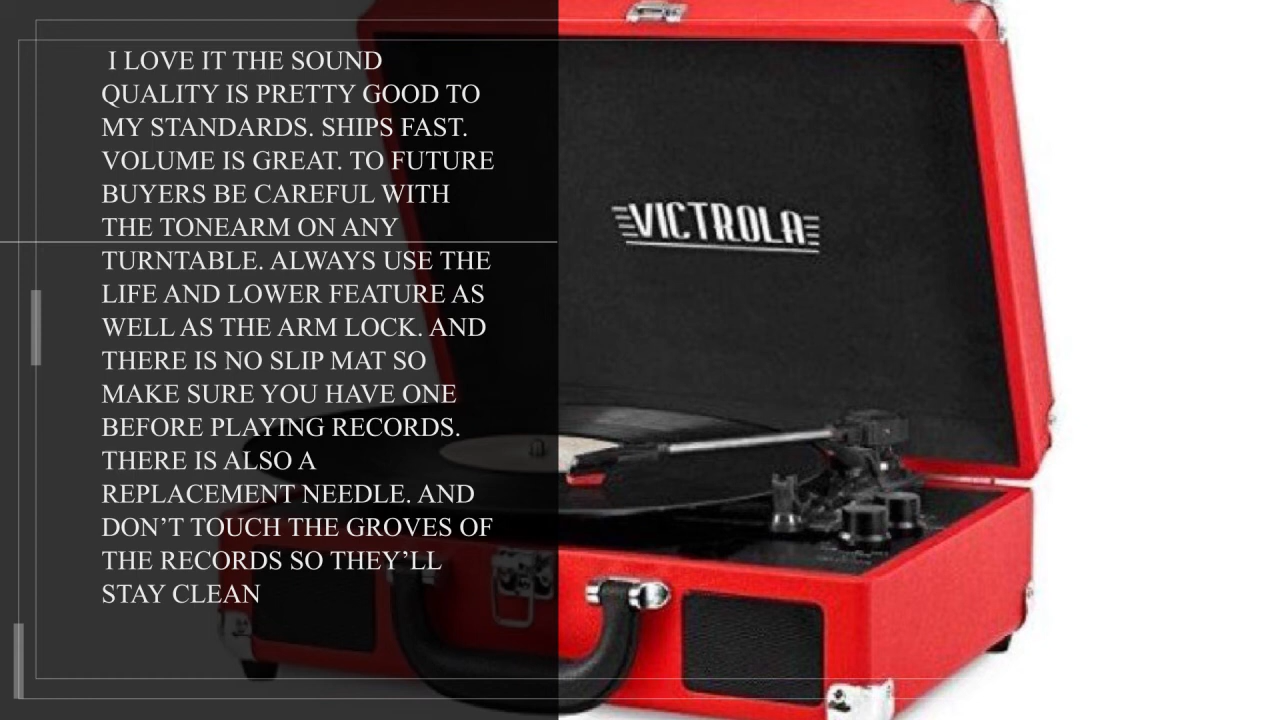 I LOVE IT THE SOUND
QUALITY IS PRETTY GOOD TO
MY STANDARDS. SHIPS FAST.
VOLUME IS GREAT. TO FUTURE
BUYERS BE CAREFUL WITH
THE TONEARM ON ANY
TURNTABLE. ALWAYS USE THE
LIFE AND LOWER FEATURE AS
WELL AS THE ARM LOCK. AND
THERE IS NO SLIP MAT SO
MAKE SURE YOU HAVE ONE
BEFORE PLAYING RECORDS.
THERE IS ALSO A
REPLACEMENT NEEDLE. AND
DON’T TOUCH THE GROVES OF
THE RECORDS SO THEY’LL
STAY CLEAN
VICTROLA